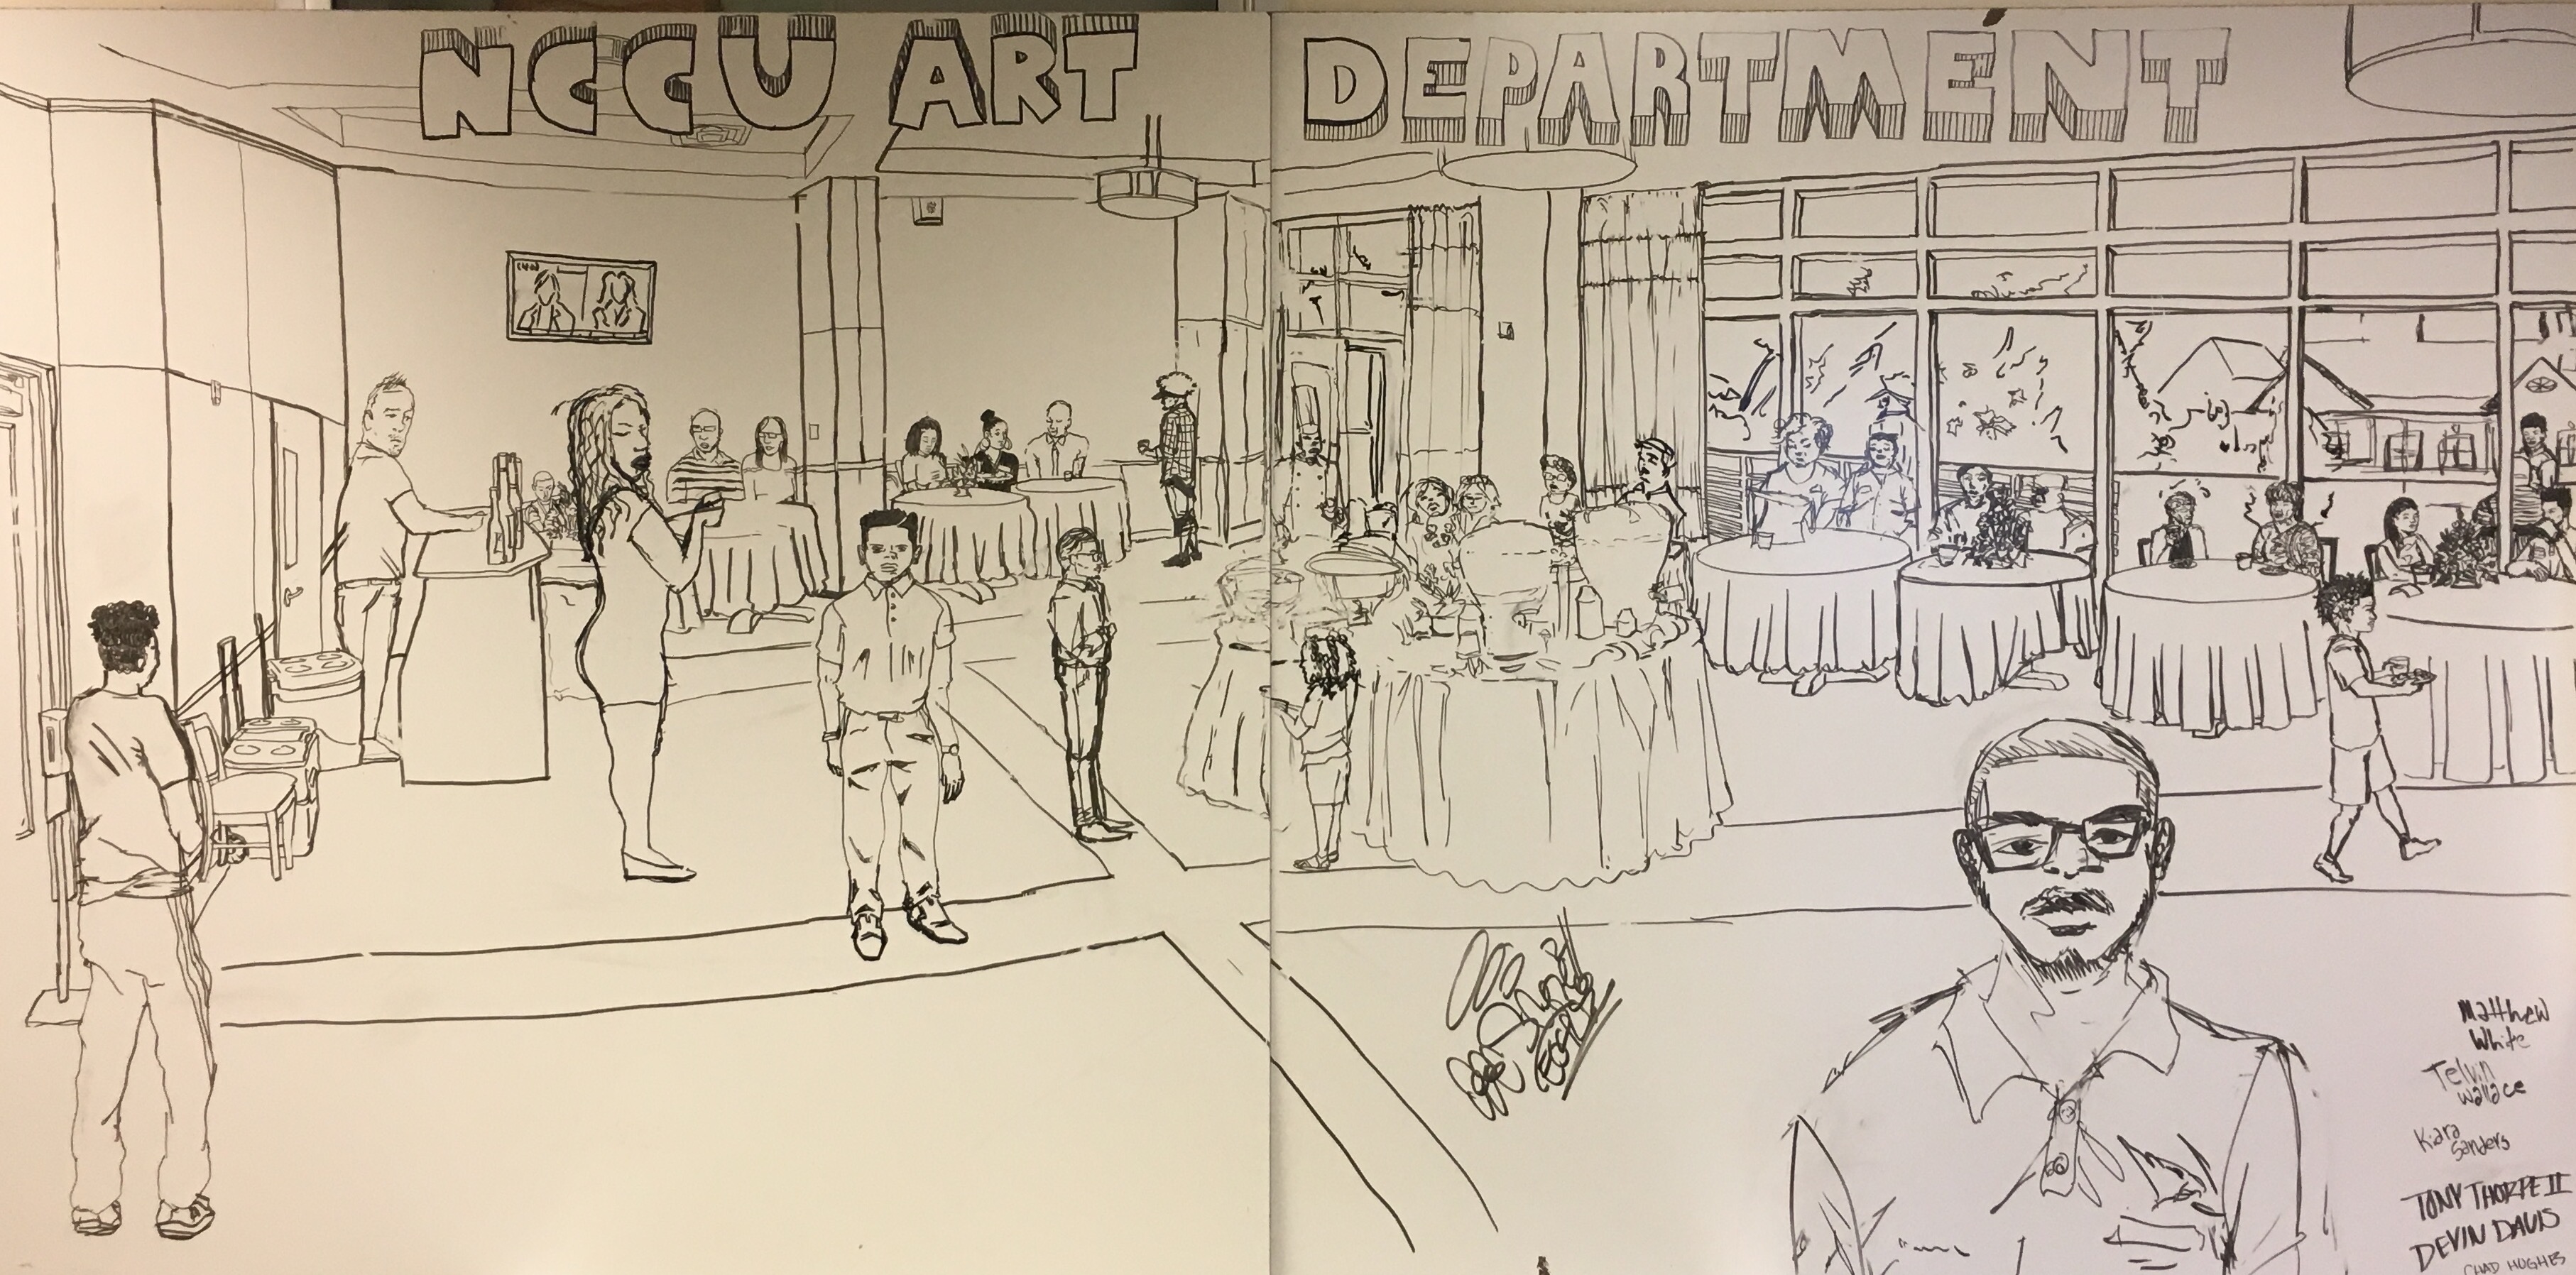 NCCU ART DEPARTMENT
Matthew
White
Telvin
Wallace
Kiara
Sanders
TONY THORPE II
DEVIN DAVIS
CHAD HUGHES